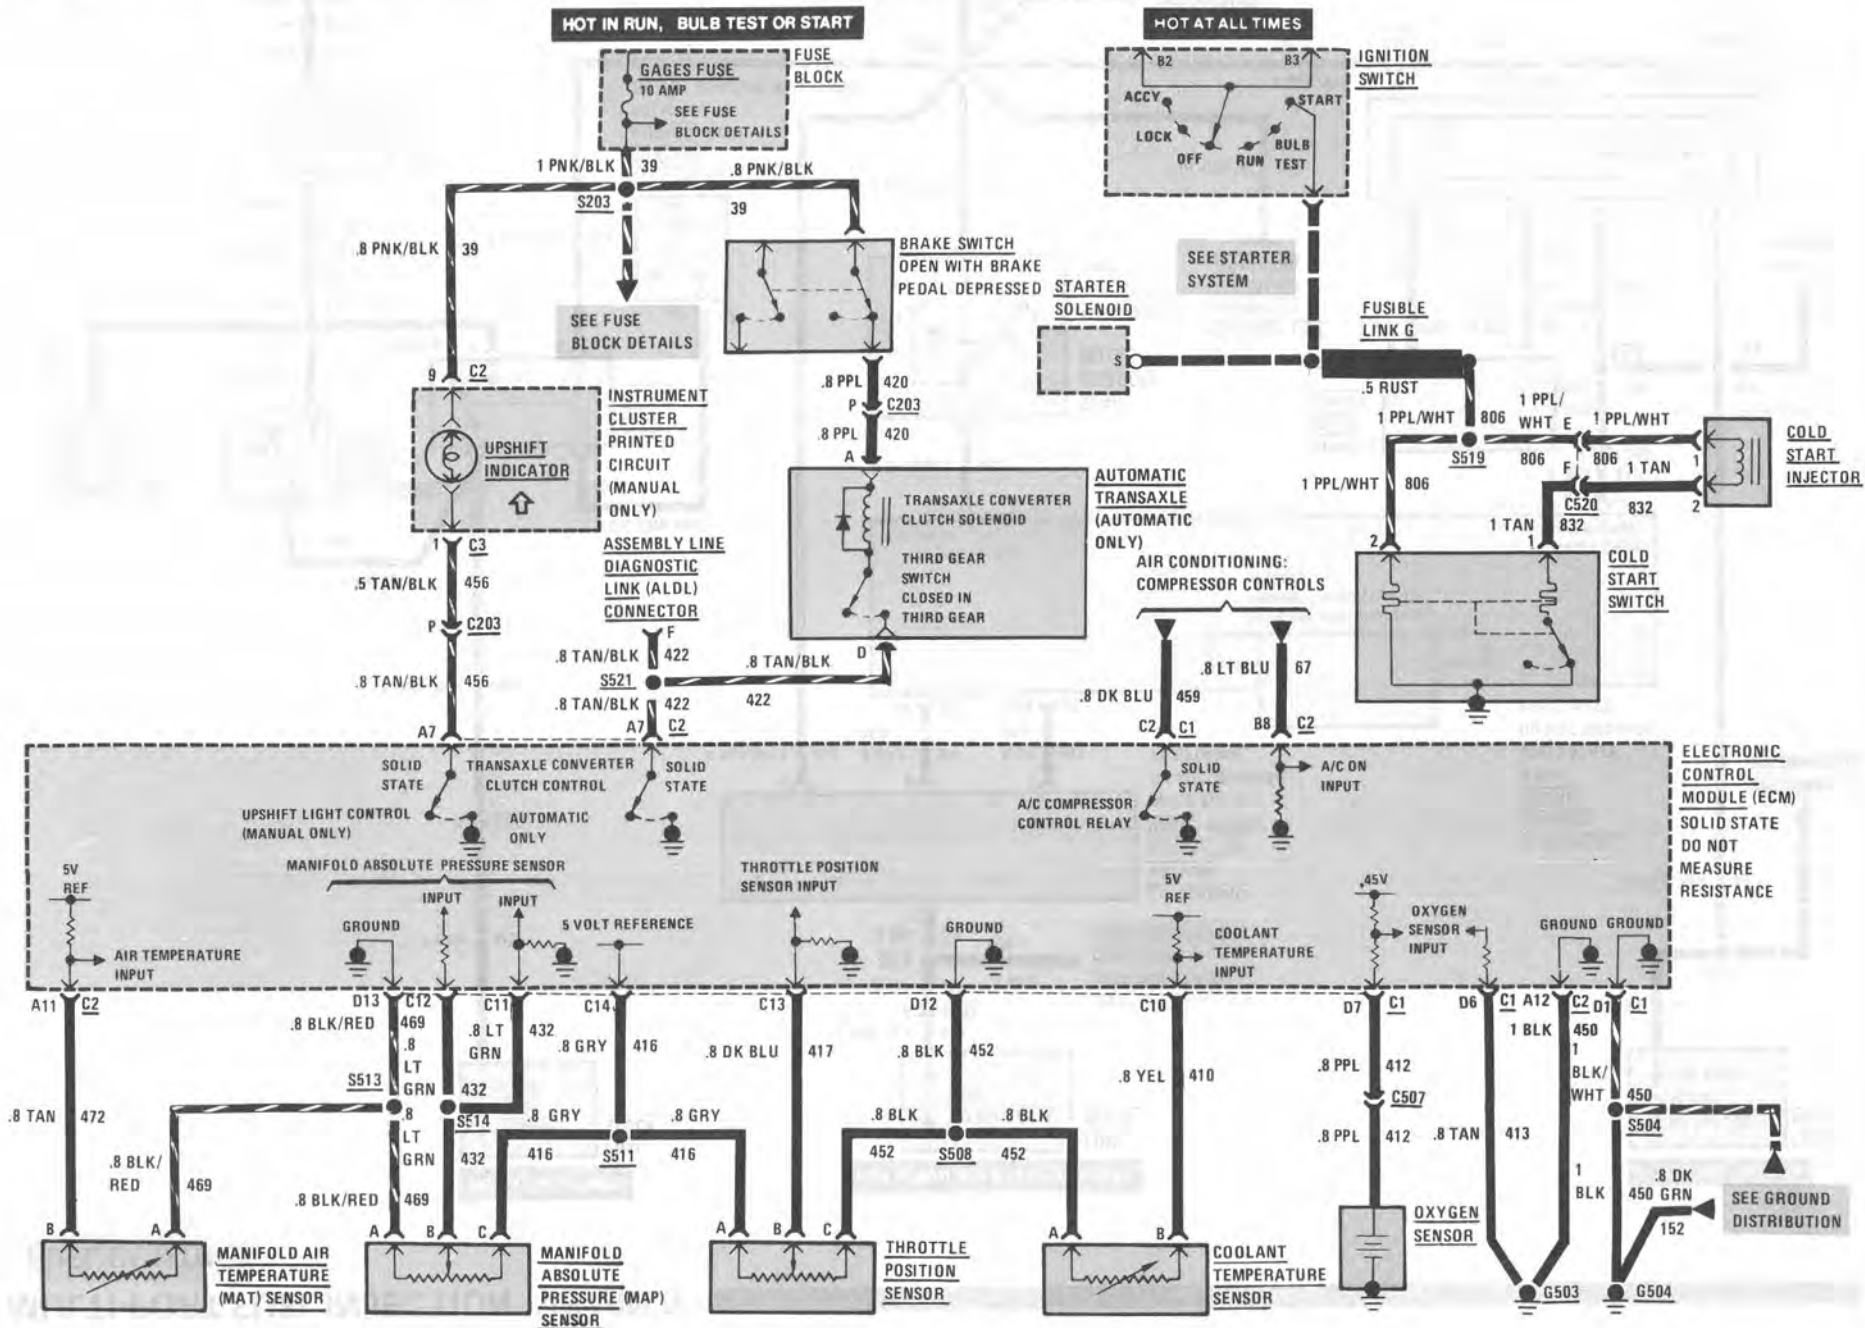 HOT IN RUN, BULB TEST OR START
HOT AT ALL TIMES
FUSE
BLOCK
GAGES FUSE
10 AMP
SEE FUSE
BLOCK DETAILS
B2
B3
IGNITION
SWITCH
ACCY
START
LOCK
OFF
RUN
BULB
TEST
1 PNK/BLK
39
.8 PNK/BLK
S203
39
.8 PNK/BLK
39
BRAKE SWITCH
OPEN WITH BRAKE
PEDAL DEPRESSED
SEE STARTER
SYSTEM
STARTER
SOLENOID
S
FUSIBLE
LINK G
.5 RUST
SEE FUSE
BLOCK DETAILS
9
C2
.8 PPL
420
P
C203
.8 PPL
420
A
1 PPL/WHT
806
1 PPL/
WHT
E
1 PPL/WHT
S519
806
806
1
F
1 TAN
1 PPL/WHT
806
C520
832
2
1 TAN
832
COLD
START
INJECTOR
INSTRUMENT
CLUSTER
PRINTED
CIRCUIT
(MANUAL
ONLY)
UPSHIFT
INDICATOR
AUTOMATIC
TRANSAXLE
(AUTOMATIC
ONLY)
TRANSAXLE CONVERTER
CLUTCH SOLENOID
THIRD GEAR
SWITCH
CLOSED IN
THIRD GEAR
2
1
COLD
START
SWITCH
1
C3
.5 TAN/BLK
456
P
C203
.8 TAN/BLK
456
ASSEMBLY LINE
DIAGNOSTIC
LINK (ALDL)
CONNECTOR
F
.8 TAN/BLK
422
.8 TAN/BLK
D
S521
422
.8 TAN/BLK
422
AIR CONDITIONING:
COMPRESSOR CONTROLS
.8 LT BLU
67
.8 DK BLU
459
A7
A7
C2
C2
C1
B8
C2
ELECTRONIC
CONTROL
MODULE (ECM)
SOLID STATE
DO NOT
MEASURE
RESISTANCE
SOLID
STATE
TRANSAXLE CONVERTER
CLUTCH CONTROL
SOLID
STATE
UPSHIFT LIGHT CONTROL
(MANUAL ONLY)
AUTOMATIC
ONLY
SOLID
STATE
A/C ON
INPUT
A/C COMPRESSOR
CONTROL RELAY
5V
REF
AIR TEMPERATURE
INPUT
MANIFOLD ABSOLUTE PRESSURE SENSOR
INPUT
INPUT
GROUND
5 VOLT REFERENCE
THROTTLE POSITION
SENSOR INPUT
GROUND
5V
REF
COOLANT
TEMPERATURE
INPUT
.45V
OXYGEN
SENSOR
INPUT
GROUND
GROUND
A11
C2
D13
C12
C11
C14
C13
D12
C10
D7
C1
D6
C1
A12
C2
D1
C1
.8 BLK/RED
469
.8
LT
GRN
.8 LT
GRN
432
.8 GRY
416
.8 DK BLU
417
.8 BLK
452
.8 YEL
410
.8 PPL
412
C507
.8 PPL
412
1 BLK
450
1
BLK/
WHT
450
S504
S513
432
S514
.8 TAN
472
.8
LT
GRN
432
.8 GRY
.8 GRY
416
S511
416
.8 BLK
.8 BLK
452
S508
452
.8 TAN
413
1
BLK
450
.8 DK
GRN
152
SEE GROUND
DISTRIBUTION
.8 BLK/
RED
469
.8 BLK/RED
469
B
A
A
B
C
A
B
C
A
B
MANIFOLD AIR
TEMPERATURE
(MAT) SENSOR
MANIFOLD
ABSOLUTE
PRESSURE (MAP)
SENSOR
THROTTLE
POSITION
SENSOR
COOLANT
TEMPERATURE
SENSOR
OXYGEN
SENSOR
G503
G504